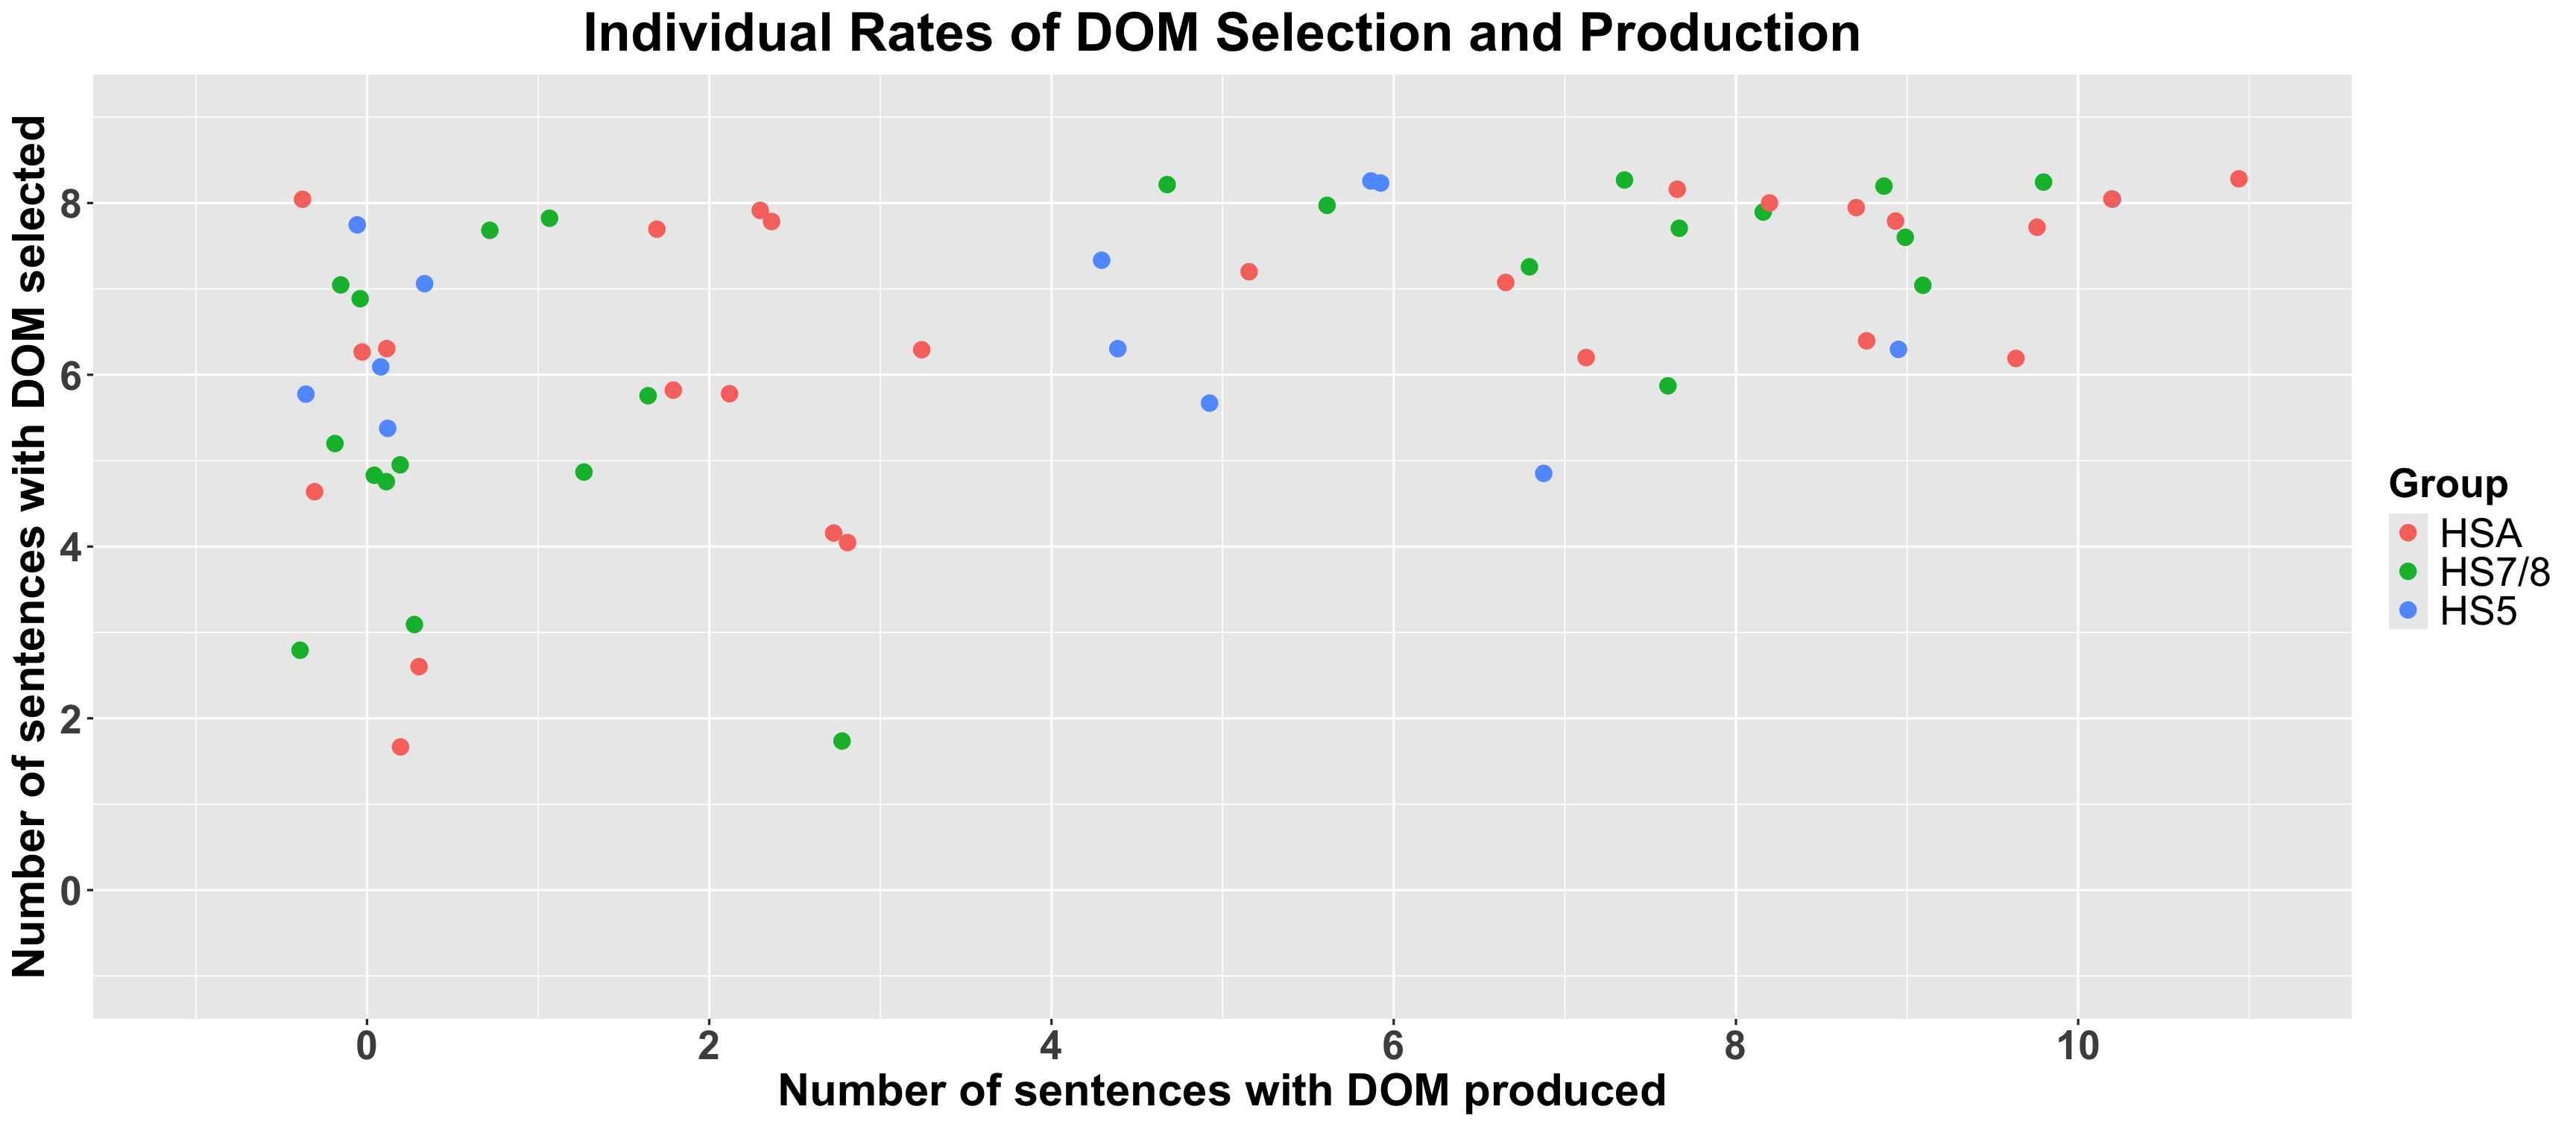 Individual Rates of DOM Selection and Production
Number of sentences with DOM selected
8
6
4
2
0
0 2 4 6 8 10
Number of sentences with DOM produced
Group
HSA
HS7/8
HS5